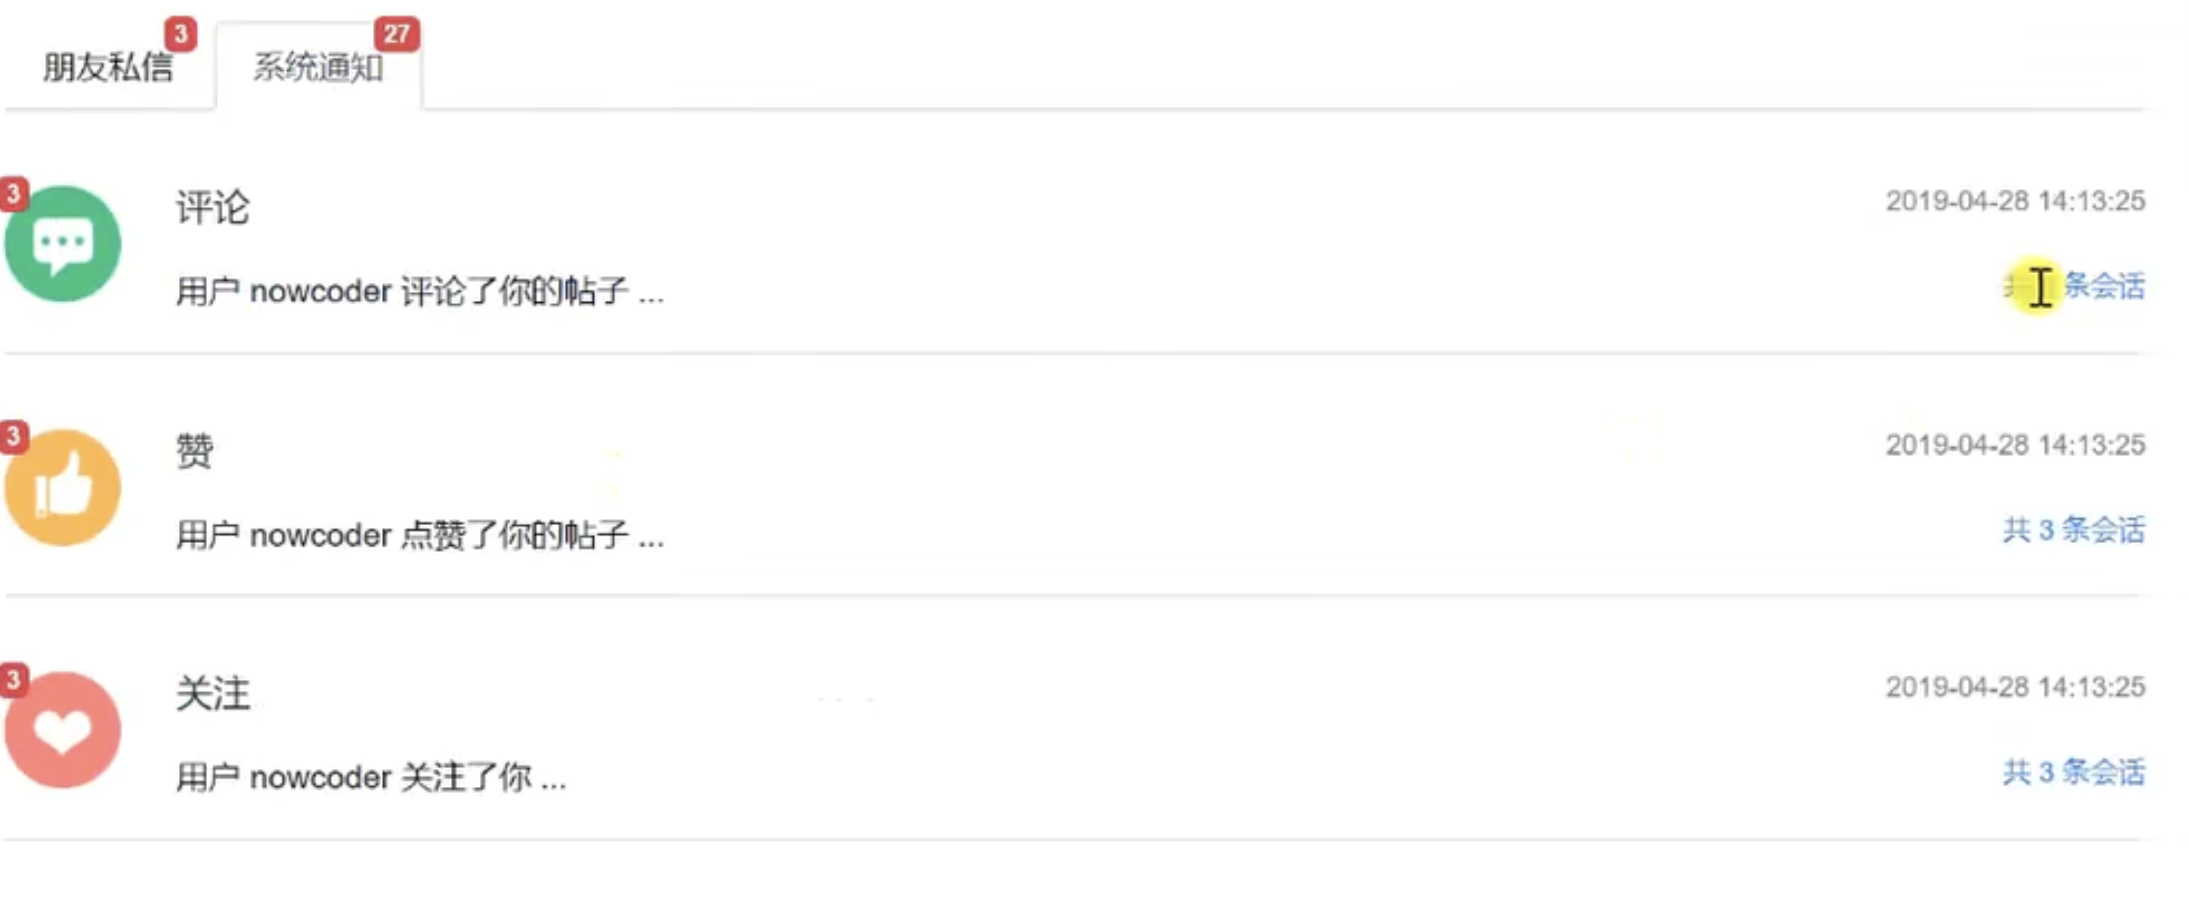 朋友私信 3 系统通知 27
3 评论 2019-04-28 14:13:25
用户 nowcoder 评论了你的帖子 ... 条会话
3 赞 2019-04-28 14:13:25
用户 nowcoder 点赞了你的帖子 ... 共 3 条会话
3 关注 2019-04-28 14:13:25
用户 nowcoder 关注了你 ... 共 3 条会话